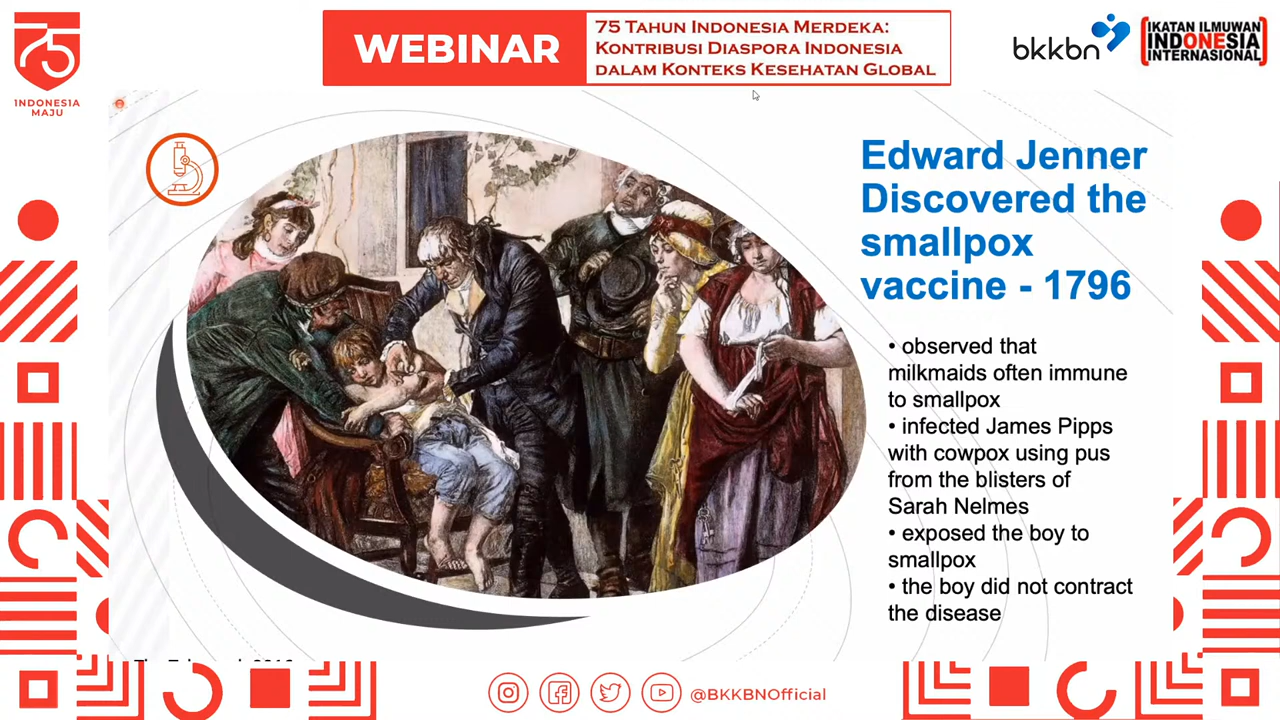 75
INDONESIA
MAJU
WEBINAR
75 TAHUN INDONESIA MERDEKA:
KONTRIBUSI DIASPORA INDONESIA
DALAM KONTEKS KESEHATAN GLOBAL
bkkbn
IKATAN ILMUWAN
INDONESIA
INTERNASIONAL
Edward Jenner
Discovered the
smallpox
vaccine - 1796
• observed that
milkmaids often immune
to smallpox
• infected James Pipps
with cowpox using pus
from the blisters of
Sarah Nelmes
• exposed the boy to
smallpox
• the boy did not contract
the disease
@BKKBNOfficial